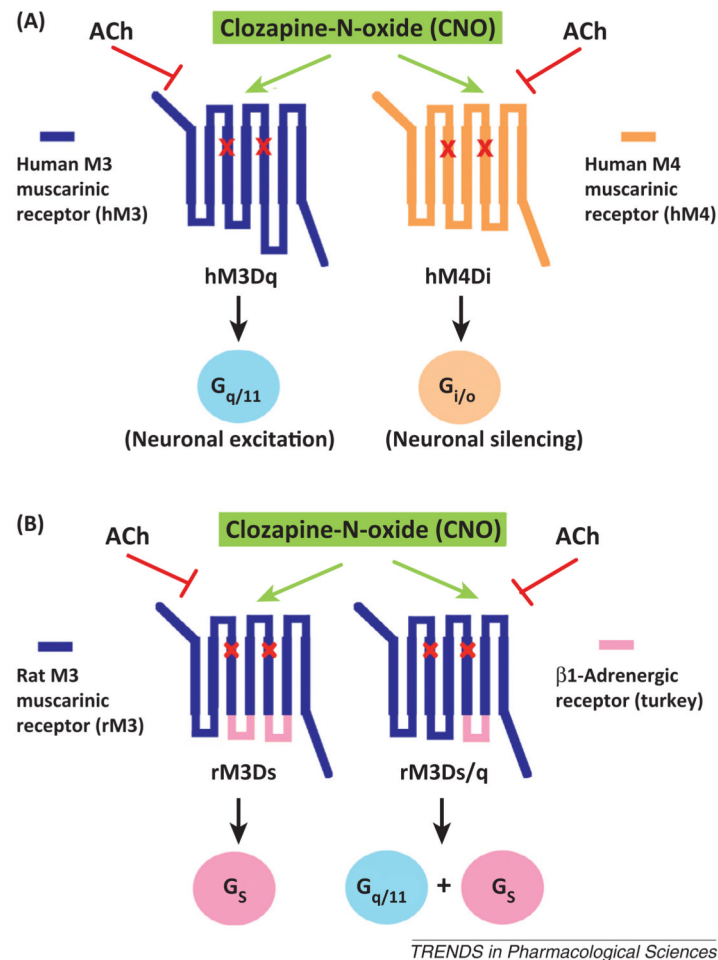 (A)
ACh
Clozapine-N-oxide (CNO)
ACh
Human M3
muscarinic
receptor (hM3)
X X
X X
Human M4
muscarinic
receptor (hM4)
hM3Dq
hM4Di
Gq/11
Gi/o
(Neuronal excitation)
(Neuronal silencing)
(B)
ACh
Clozapine-N-oxide (CNO)
ACh
Rat M3
muscarinic
receptor (rM3)
x x
x x
β1-Adrenergic
receptor (turkey)
rM3Ds
rM3Ds/q
GS
Gq/11 + GS
TRENDS in Pharmacological Sciences